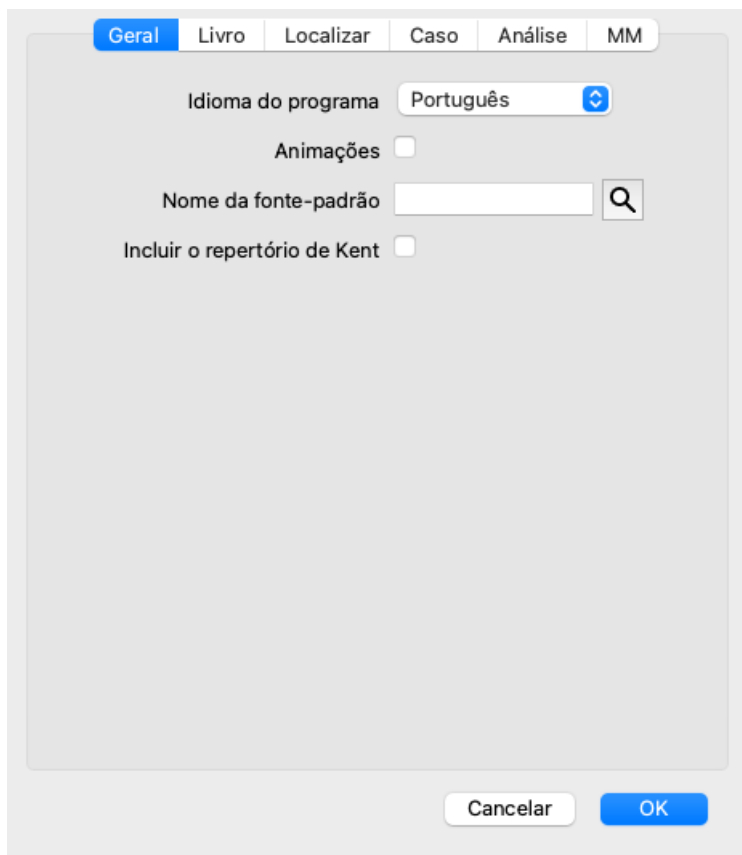 Geral Livro Localizar Caso Análise MM
Idioma do programa Português
Animações
Nome da fonte-padrão
Incluir o repertório de Kent
Cancelar OK